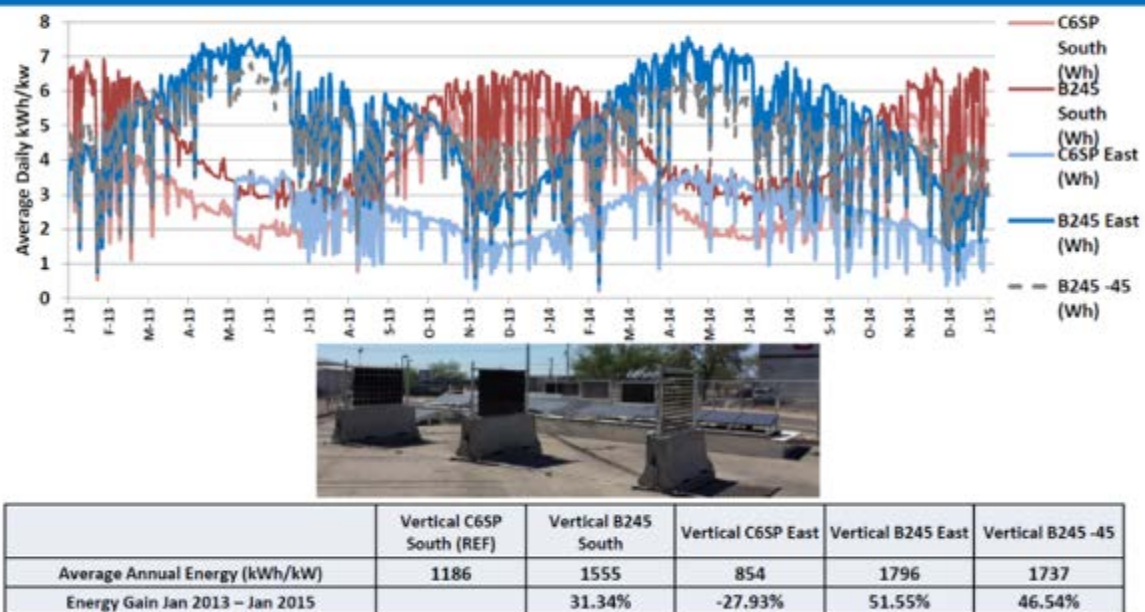 8
7
6
5
4
3
2
1
0
Average Daily kWh/kw
J-13
F-13
M-13
A-13
M-13
J-13
J-13
A-13
S-13
O-13
N-13
D-13
J-14
F-14
M-14
A-14
M-14
J-14
J-14
S-14
O-14
N-14
D-14
J-15
C6SP
South
(Wh)
B245
South
(Wh)
C6SP East
(Wh)
B245 East
(Wh)
B245 -45
(Wh)
Vertical C6SP South (REF) Vertical B245 South Vertical C6SP East Vertical B245 East Vertical B245 -45
Average Annual Energy (kWh/kW) 1186 1555 854 1796 1737
Energy Gain Jan 2013 – Jan 2015 31.34% -27.93% 51.55% 46.54%